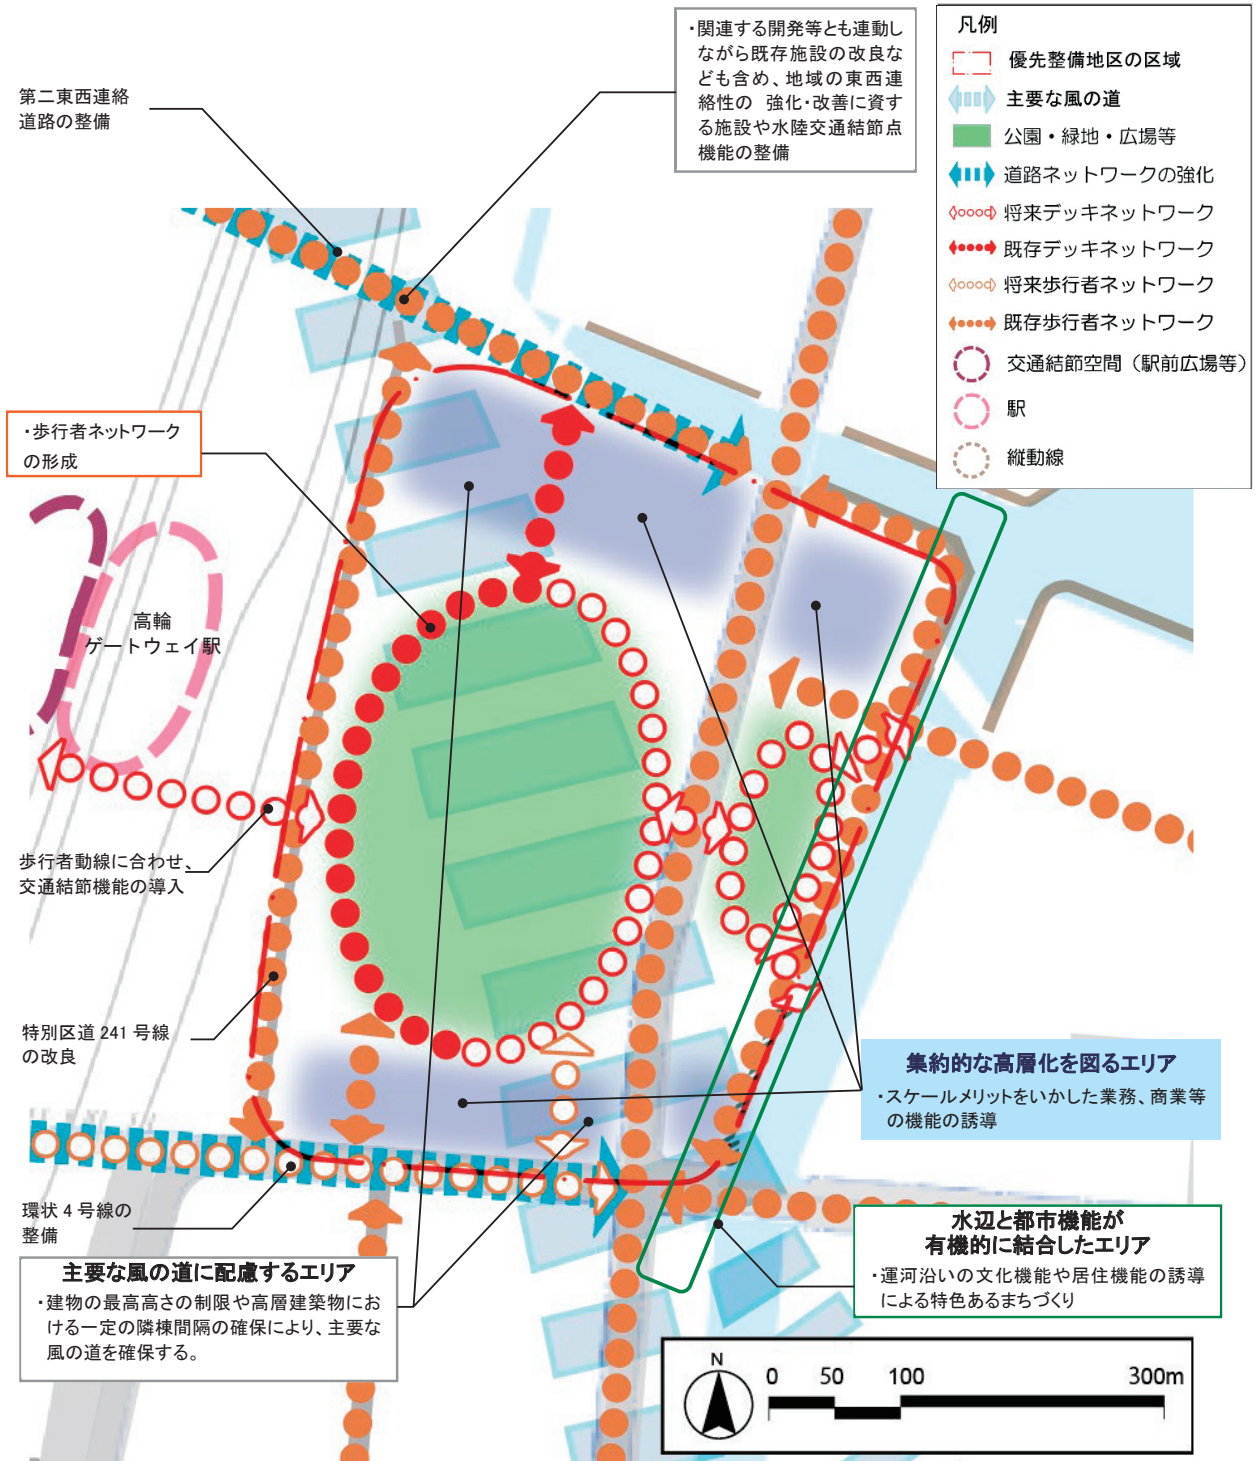 ・関連する開発等とも連動し
ながら既存施設の改良な
ども含め、地域の東西連
絡性の 強化・改善に資す
る施設や水陸交通結節点
機能の整備
凡例
優先整備地区の区域
主要な風の道
公園・緑地・広場等
道路ネットワークの強化
将来デッキネットワーク
既存デッキネットワーク
将来歩行者ネットワーク
既存歩行者ネットワーク
交通結節空間（駅前広場等）
駅
縦動線
第二東西連絡
道路の整備
・歩行者ネットワーク
の形成
高輪
ゲートウェイ駅
歩行者動線に合わせ、
交通結節機能の導入
特別区道 241 号線
の改良
集約的な高層化を図るエリア
・スケールメリットをいかした業務、商業等
の機能の誘導
環状 4 号線の
整備
水辺と都市機能が
有機的に結合したエリア
・運河沿いの文化機能や居住機能の誘導
による特色あるまちづくり
主要な風の道に配慮するエリア
・建物の最高高さの制限や高層建築物にお
ける一定の隣棟間隔の確保により、主要な
風の道を確保する。
N
0 50 100 300m